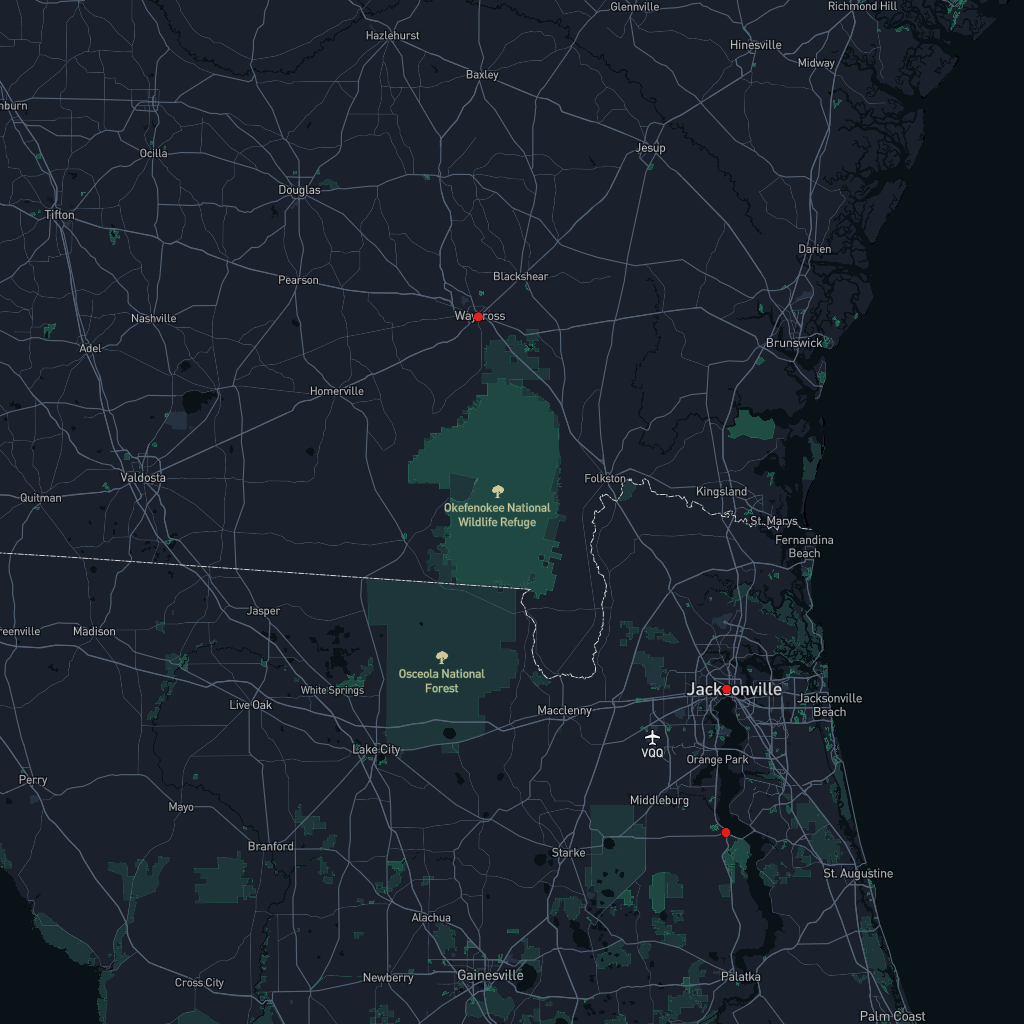 Glennville
Richmond Hill
Hazlehurst
Hinesville
Midway
Baxley
nburn
Ocilla
Jesup
Douglas
Tifton
Darien
Blackshear
Pearson
Nashville
Waycross
Adel
Brunswick
Homerville
Valdosta
Folkston
Quitman
Kingsland
Okefenokee National
Wildlife Refuge
St. Marys
Fernandina
Beach
Jasper
reenville
Madison
Osceola National
Forest
White Springs
Jacksonville
Live Oak
Macclenny
Jacksonville
Beach
Lake City
VQQ
Orange Park
Perry
Mayo
Middleburg
Branford
Starke
St. Augustine
Alachua
Gainesville
Newberry
Palatka
Cross City
Palm Coast